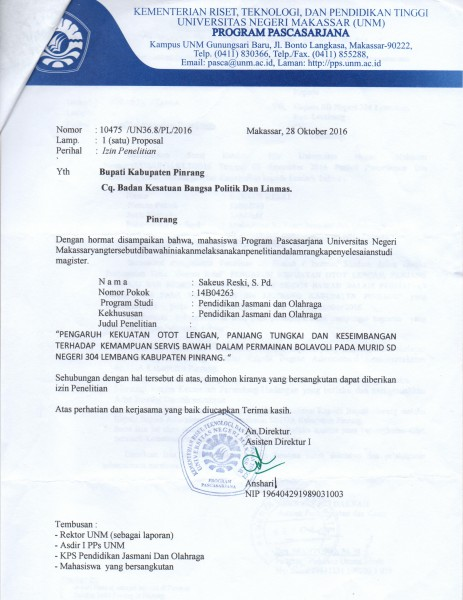 KEMENTERIAN RISET, TEKNOLOGI, DAN PENDIDIKAN TINGGI
UNIVERSITAS NEGERI MAKASSAR (UNM)
PROGRAM PASCASARJANA
Kampus UNM Gunungsari Baru, Jl. Bonto Langkasa, Makassar-90222,
Telp. (0411) 830366, Telp./Fax. (0411) 855288,
Email: pasca@unm.ac.id, Laman: http://pps.unm.ac.id
Nomor : 10475 /UN36.8/PL/2016 Makassar, 28 Oktober 2016
Lamp. : 1 (satu) Proposal
Perihal : Izin Penelitian
Yth Bupati Kabupaten Pinrang
Cq. Badan Kesatuan Bangsa Politik Dan Linmas.
Pinrang
Dengan hormat disampaikan bahwa, mahasiswa Program Pascasarjana Universitas Negeri
Makassaryangtersebutdibawahiniakanmelaksanakanpenelitiandalamrangkapenyelesaianstudi
magister.
N a m a : Sakeus Reski, S. Pd.
Nomor Pokok : 14B04263
Program Studi : Pendidikan Jasmani dan Olahraga
Kekhususan : Pendidikan Jasmani dan Olahraga
Judul Penelitian :
"PENGARUH KEKUATAN OTOT LENGAN, PANJANG TUNGKAI DAN KESEIMBANGAN
TERHADAP KEMAMPUAN SERVIS BAWAH DALAM PERMAINAN BOLAVOLI PADA MURID SD
NEGERI 304 LEMBANG KABUPATEN PINRANG. "
Sehubungan dengan hal tersebut di atas, dimohon kiranya yang bersangkutan dapat diberikan
izin Penelitian
Atas perhatian dan kerjasama yang baik diucapkan Terima kasih.
An.Direktur.
Asisten Direktur I
PROGRAM
PASCASARJANA
Anshari
NIP 196404291989031003
Tembusan :
- Rektor UNM (sebagai laporan)
- Asdir I PPs UNM
- KPS Pendidikan Jasmani Dan Olahraga
- Mahasiswa yang bersangkutan